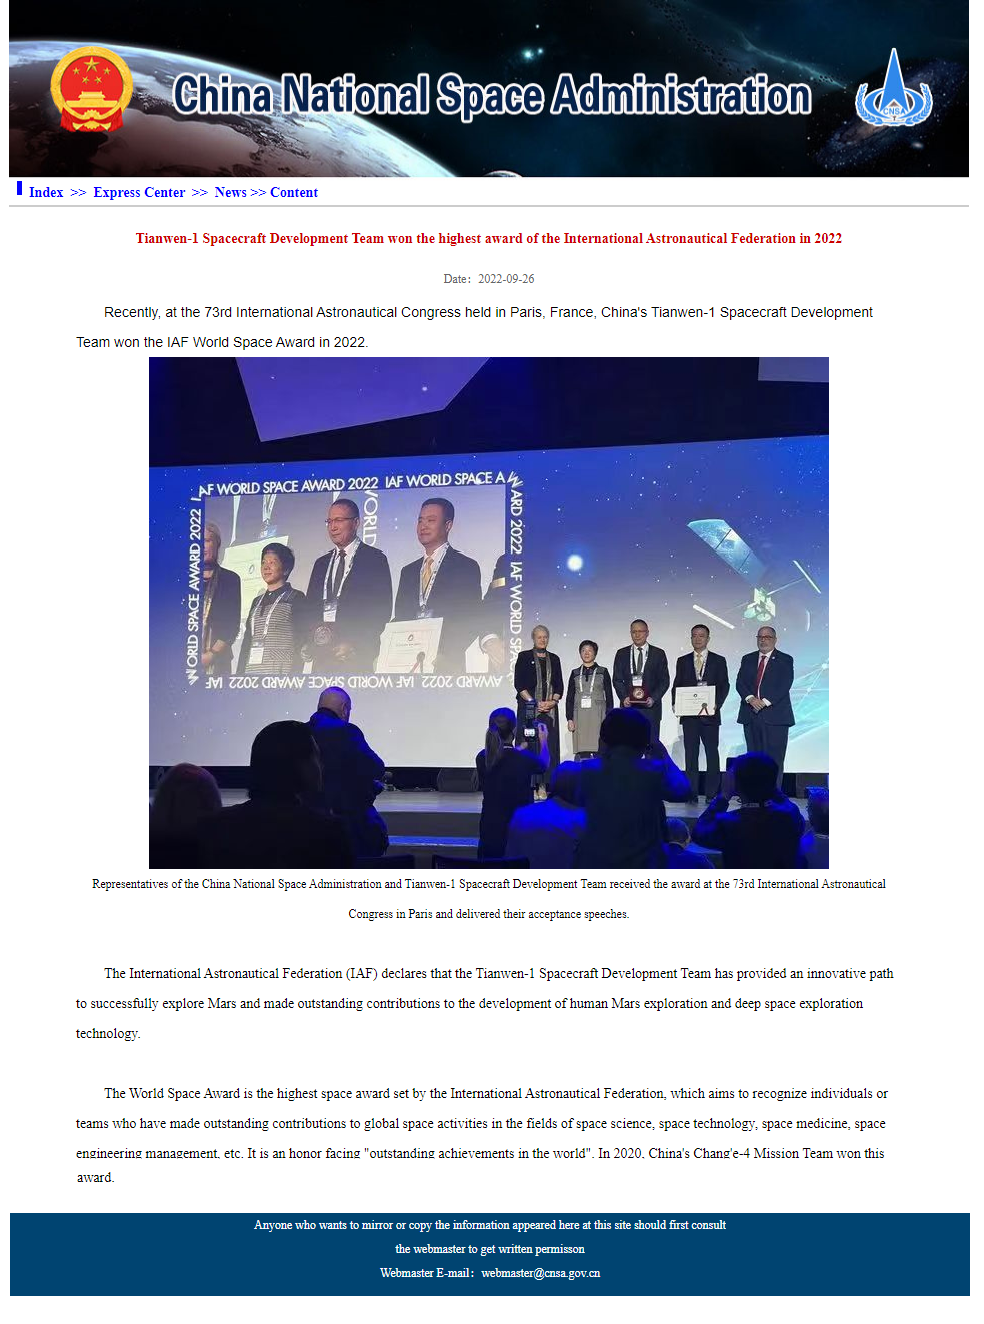 China National Space Administration
CNSA
Index >> Express Center >> News >> Content
Tianwen-1 Spacecraft Development Team won the highest award of the International Astronautical Federation in 2022
Date：2022-09-26
Recently, at the 73rd International Astronautical Congress held in Paris, France, China's Tianwen-1 Spacecraft Development
Team won the IAF World Space Award in 2022.
IAF WORLD SPACE AWARD 2022 IAF WORLD SPACE A
WORLD SPACE AWARD 2022
WORLD
ARD 2022 IAF WORLD SPA
IAF WORLD SPACE AWARD 2022 IAF
Representatives of the China National Space Administration and Tianwen-1 Spacecraft Development Team received the award at the 73rd International Astronautical
Congress in Paris and delivered their acceptance speeches.
The International Astronautical Federation (IAF) declares that the Tianwen-1 Spacecraft Development Team has provided an innovative path
to successfully explore Mars and made outstanding contributions to the development of human Mars exploration and deep space exploration
technology.
The World Space Award is the highest space award set by the International Astronautical Federation, which aims to recognize individuals or
teams who have made outstanding contributions to global space activities in the fields of space science, space technology, space medicine, space
engineering management, etc. It is an honor facing "outstanding achievements in the world". In 2020, China's Chang'e-4 Mission Team won this
award.
Anyone who wants to mirror or copy the information appeared here at this site should first consult
the webmaster to get written permisson
Webmaster E-mail：webmaster@cnsa.gov.cn